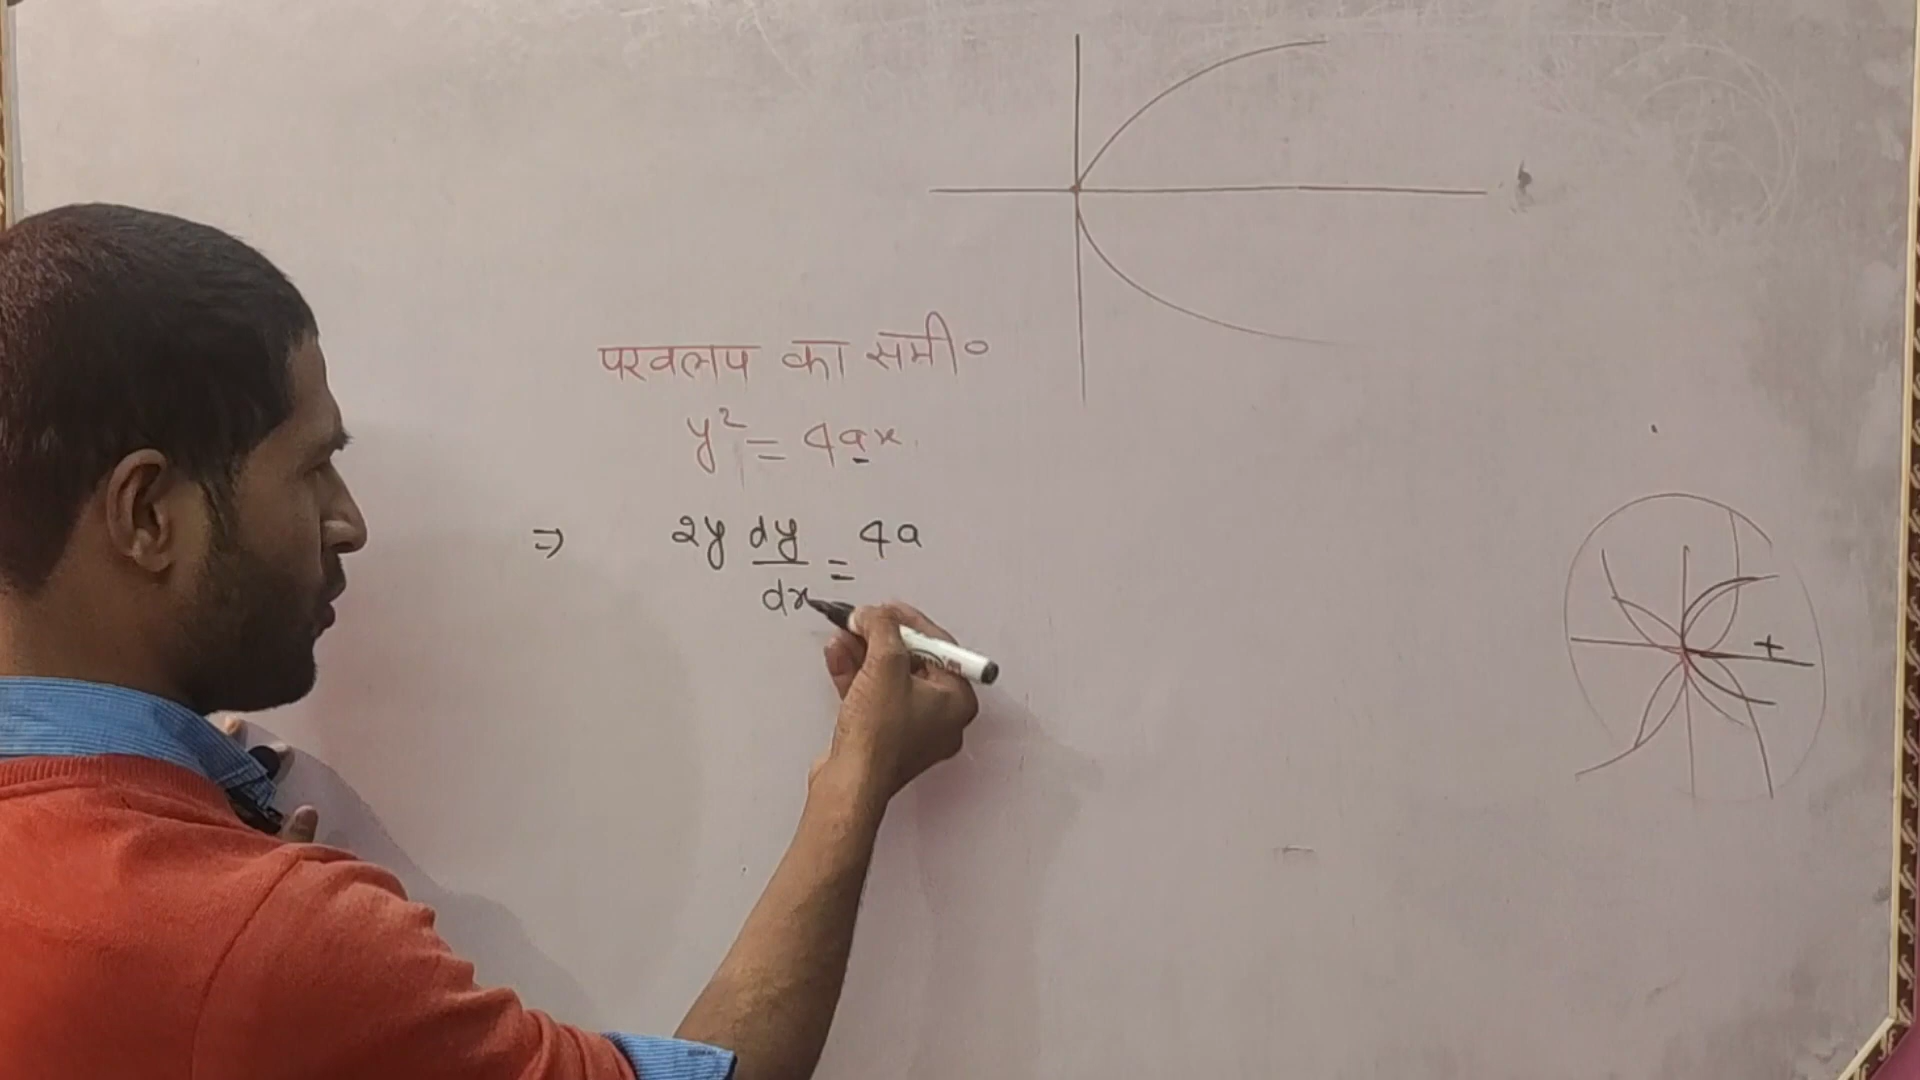 परवलय का समी०
y² = 4ax
⇒ 2y dy/dx = 4a
+